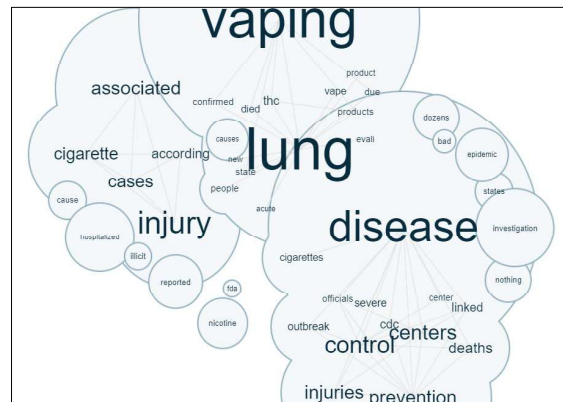 vaping
product
associated
vape
due
confirmed
thc
died
products
causes
lung
evali
dozens
bad
cigarette
according
new
state
epidemic
cases
people
states
cause
acute
injury
disease
investigation
hospitalized
illicit
cigarettes
reported
nothing
fda
officials
severe
center
linked
nicotine
outbreak
cdc
centers
control
deaths
injuries
prevention